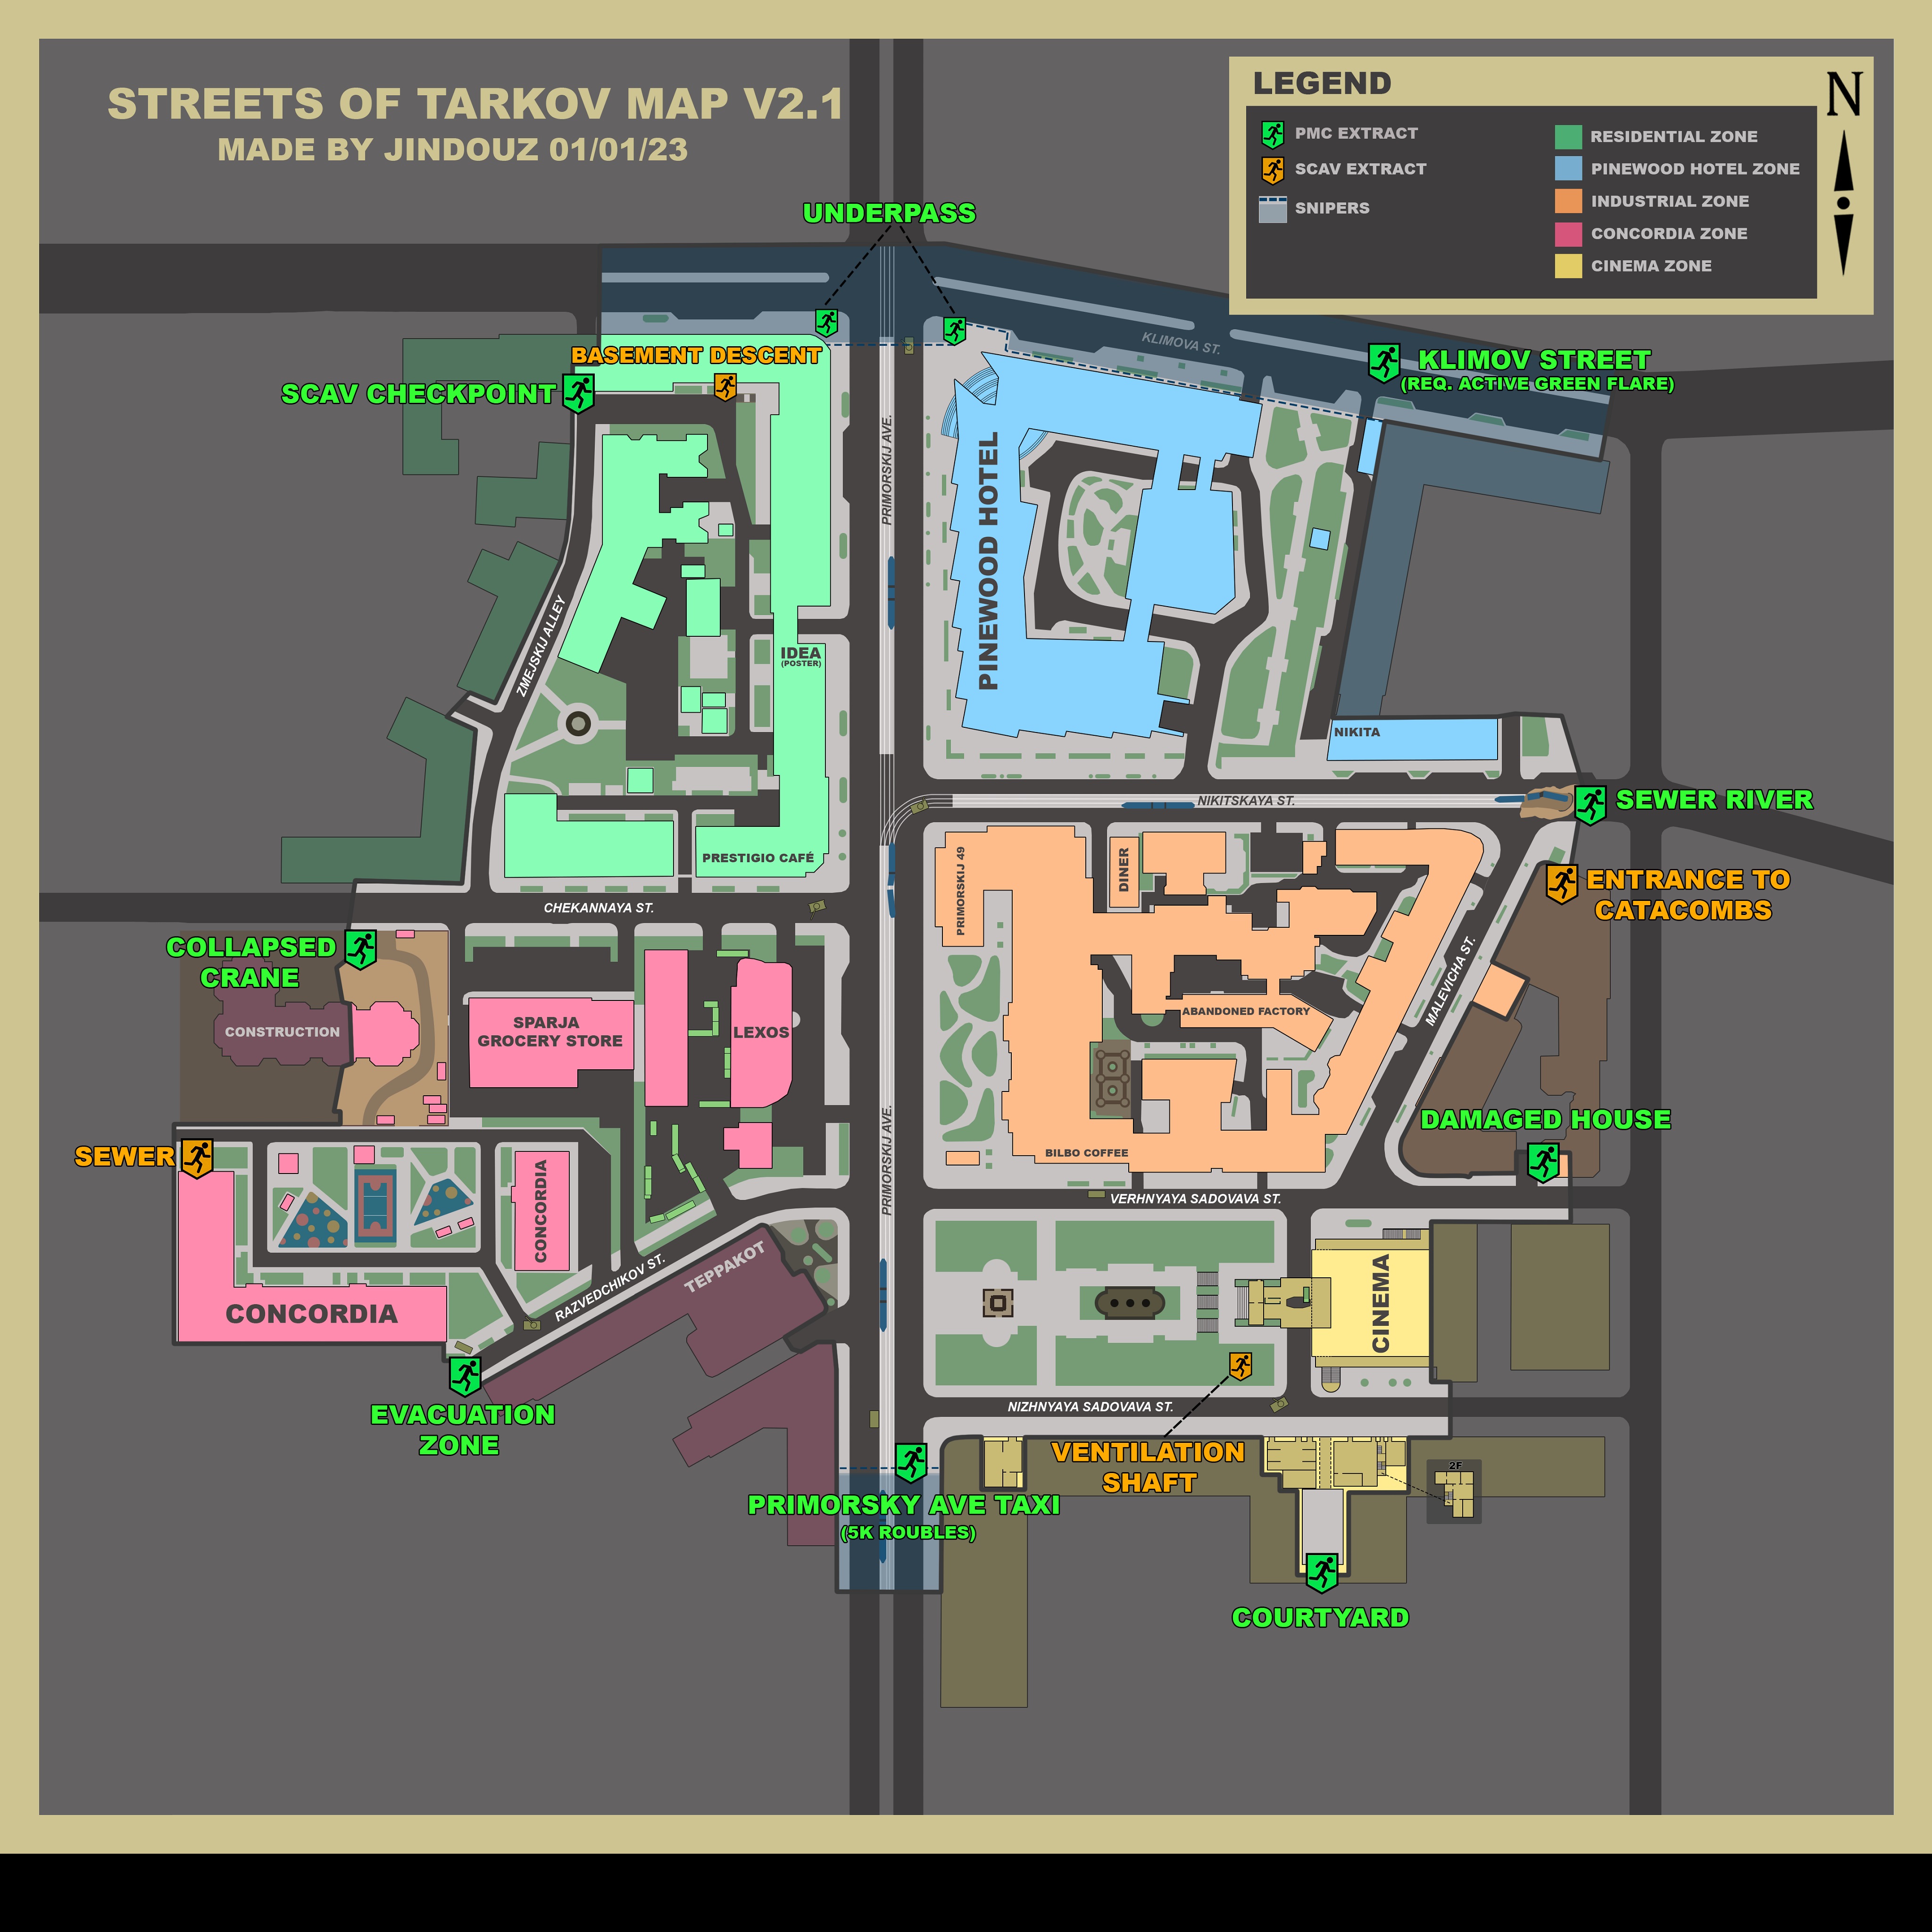 STREETS OF TARKOV MAP V2.1
MADE BY JINDOUZ 01/01/23
LEGEND
N
PMC EXTRACT
SCAV EXTRACT
SNIPERS
RESIDENTIAL ZONE
PINEWOOD HOTEL ZONE
INDUSTRIAL ZONE
CONCORDIA ZONE
CINEMA ZONE
UNDERPASS
KLIMOVA ST.
BASEMENT DESCENT
SCAV CHECKPOINT
KLIMOV STREET
(REQ. ACTIVE GREEN FLARE)
PRIMORSKIJ AVE.
PINEWOOD HOTEL
ZMEJSKIJ ALLEY
IDEA
(POSTER)
NIKITA
NIKITSKAYA ST.
SEWER RIVER
PRESTIGIO CAFÉ
PRIMORSKIJ 49
DINER
ENTRANCE TO
CATACOMBS
CHEKANNAYA ST.
COLLAPSED
CRANE
MALEVICHA ST.
CONSTRUCTION
SPARJA
GROCERY STORE
LEXOS
ABANDONED FACTORY
DAMAGED HOUSE
SEWER
PRIMORSKIJ AVE.
BILBO COFFEE
CONCORDIA
VERHNYAYA SADOVAVA ST.
TEPPAKOT
RAZVEDCHIKOV ST.
CONCORDIA
CINEMA
EVACUATION
ZONE
NIZHNYAYA SADOVAVA ST.
VENTILATION
SHAFT
2F
PRIMORSKY AVE TAXI
(5K ROUBLES)
COURTYARD